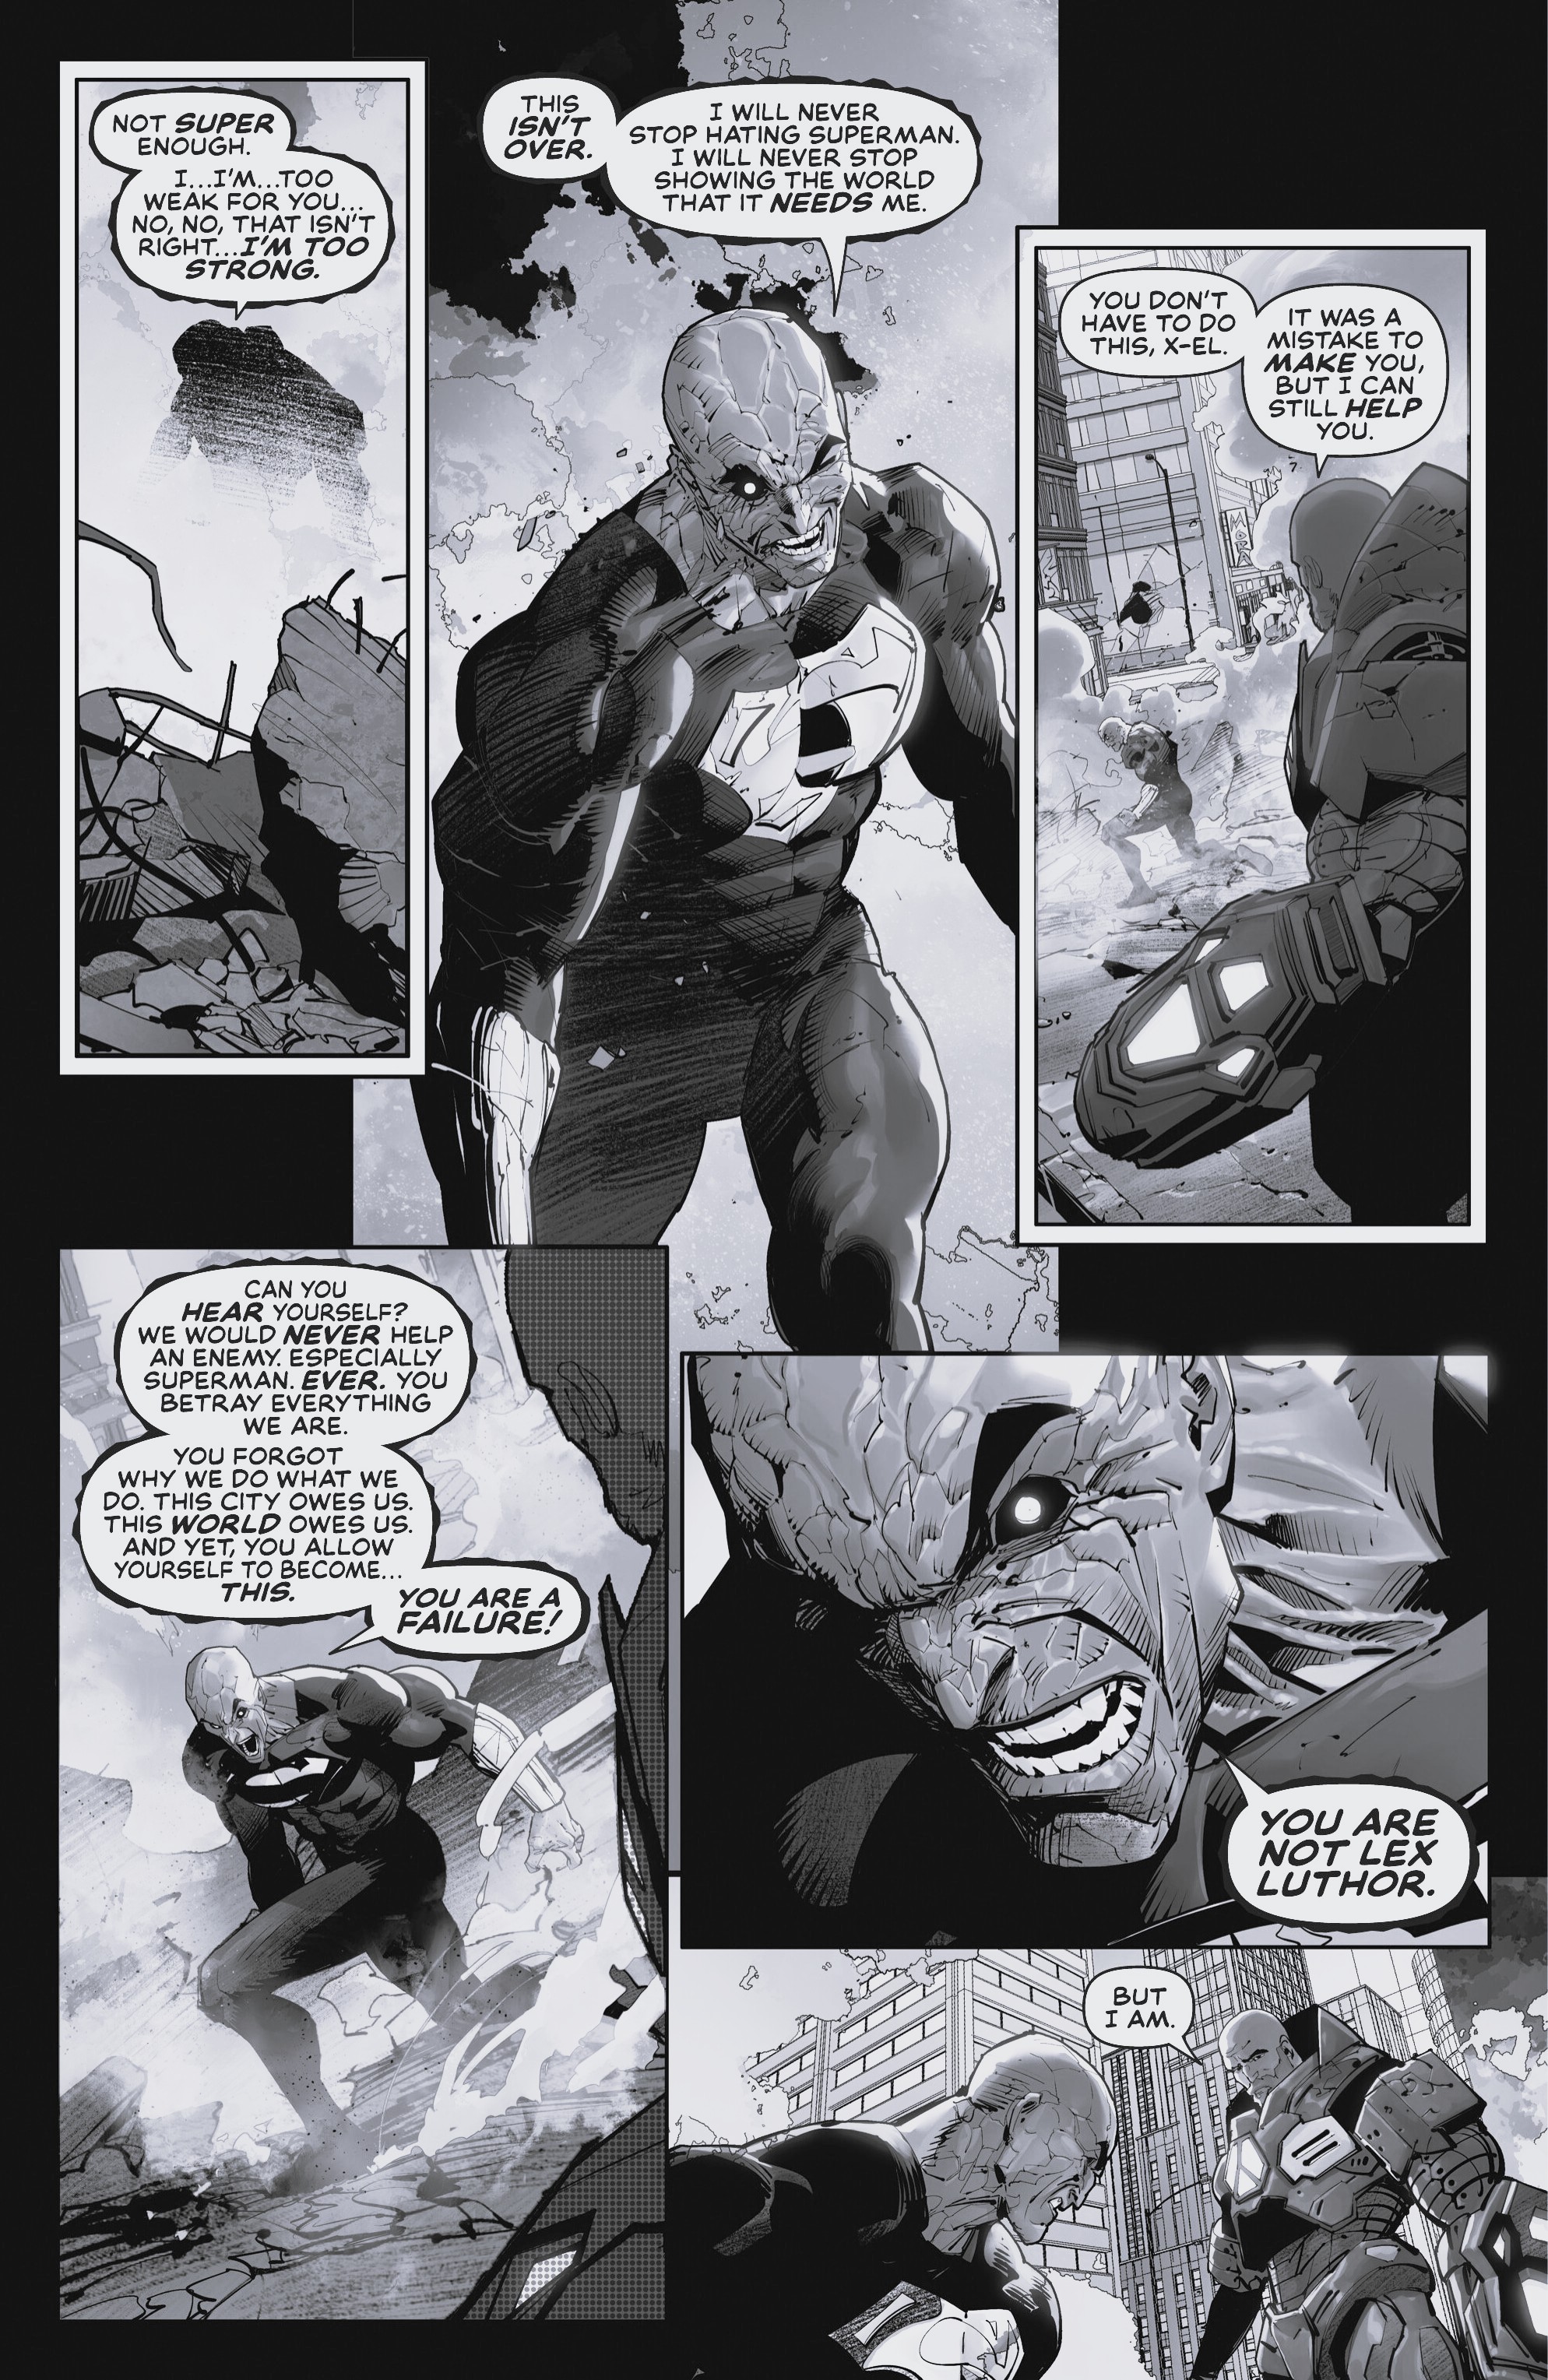 NOT SUPER
ENOUGH.
I...I'M...TOO
WEAK FOR YOU...
NO, NO, THAT ISN'T
RIGHT...I'M TOO
STRONG.
THIS
ISN'T
OVER.
I WILL NEVER
STOP HATING SUPERMAN.
I WILL NEVER STOP
SHOWING THE WORLD
THAT IT NEEDS ME.
YOU DON'T
HAVE TO DO
THIS, X-EL.
IT WAS A
MISTAKE TO
MAKE YOU,
BUT I CAN
STILL HELP
YOU.
CAN YOU
HEAR YOURSELF?
WE WOULD NEVER HELP
AN ENEMY. ESPECIALLY
SUPERMAN. EVER. YOU
BETRAY EVERYTHING
WE ARE.
YOU FORGOT
WHY WE DO WHAT WE
DO. THIS CITY OWES US.
THIS WORLD OWES US.
AND YET, YOU ALLOW
YOURSELF TO BECOME...
THIS.
YOU ARE A
FAILURE!
YOU ARE
NOT LEX
LUTHOR.
BUT
I AM.